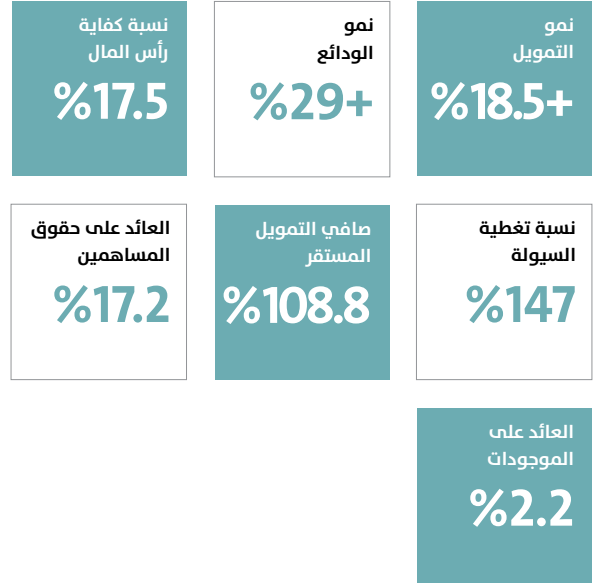 نمو
التمويل
%18.5+
نمو
الودائع
%29+
نسبة كفاية
رأس المال
%17.5
نسبة تغطية
السيولة
%147
صافي التمويل
المستقر
%108.8
العائد على حقوق
المساهمين
%17.2
العائد على
الموجودات
%2.2